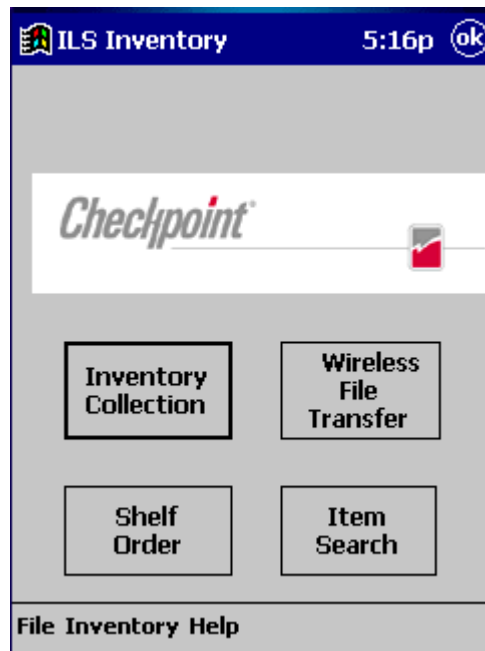 ILS Inventory 5:16p ok
Checkpoint®
Inventory
Collection
Wireless
File
Transfer
Shelf
Order
Item
Search
File Inventory Help